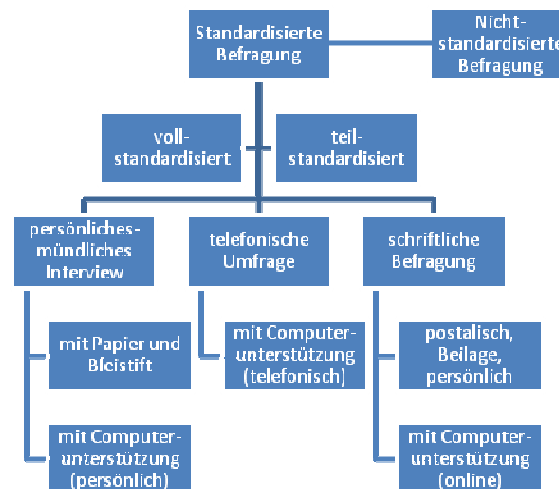 Standardisierte
Befragung
Nicht-
standardisierte
Befragung
voll-
standardisiert
teil-
standardisiert
persönliches-
mündliches
Interview
telefonische
Umfrage
schriftliche
Befragung
mit Papier und
Bleistift
mit Computer-
unterstützung
(telefonisch)
postalisch,
Beilage,
persönlich
mit Computer-
unterstützung
(persönlich)
mit Computer-
unterstützung
(online)